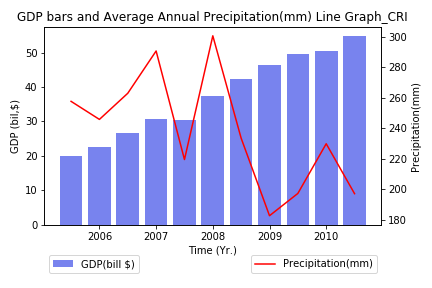 GDP bars and Average Annual Precipitation(mm) Line Graph_CRI
GDP (bil,$)
50
40
30
20
10
0
300
280
260
240
220
200
180
Precipitation(mm)
2006 2007 2008 2009 2010
Time (Yr.)
GDP(bill $)
Precipitation(mm)